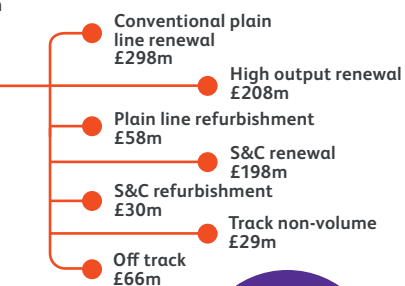 Conventional plain
line renewal
£298m
High output renewal
£208m
Plain line refurbishment
£58m
S&C renewal
£198m
S&C refurbishment
£30m
Track non-volume
£29m
Off track
£66m